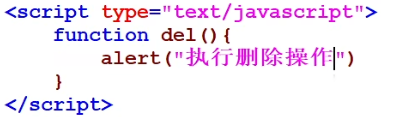 <script type="text/javascript">
function del(){
alert("执行删除操作")
}
</script>